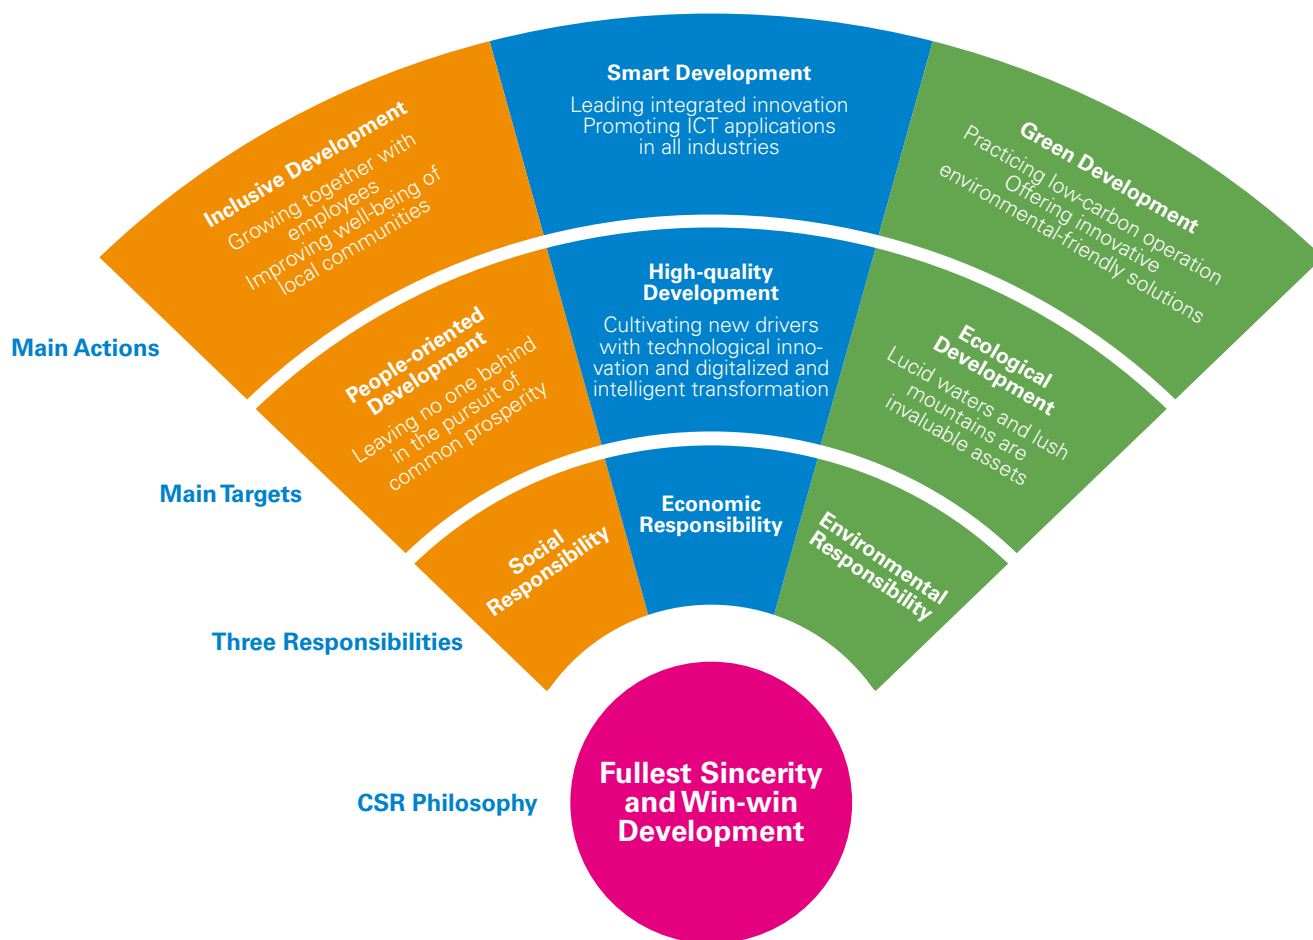 Smart Development
Leading integrated innovation
Promoting ICT applications
in all industries
Inclusive Development
Growing together with
employees
Improving well-being of
local communities
Green Development
Practicing low-carbon operation
Offering innovative
environmental-friendly solutions
Main Actions
People-oriented
Development
Leaving no one behind
in the pursuit of
common prosperity
High-quality
Development
Cultivating new drivers
with technological inno-
vation and digitalized and
intelligent transformation
Ecological
Development
Lucid waters and lush
mountains are
invaluable assets
Main Targets
Social
Responsibility
Economic
Responsibility
Environmental
Responsibility
Three Responsibilities
CSR Philosophy
Fullest Sincerity
and Win-win
Development